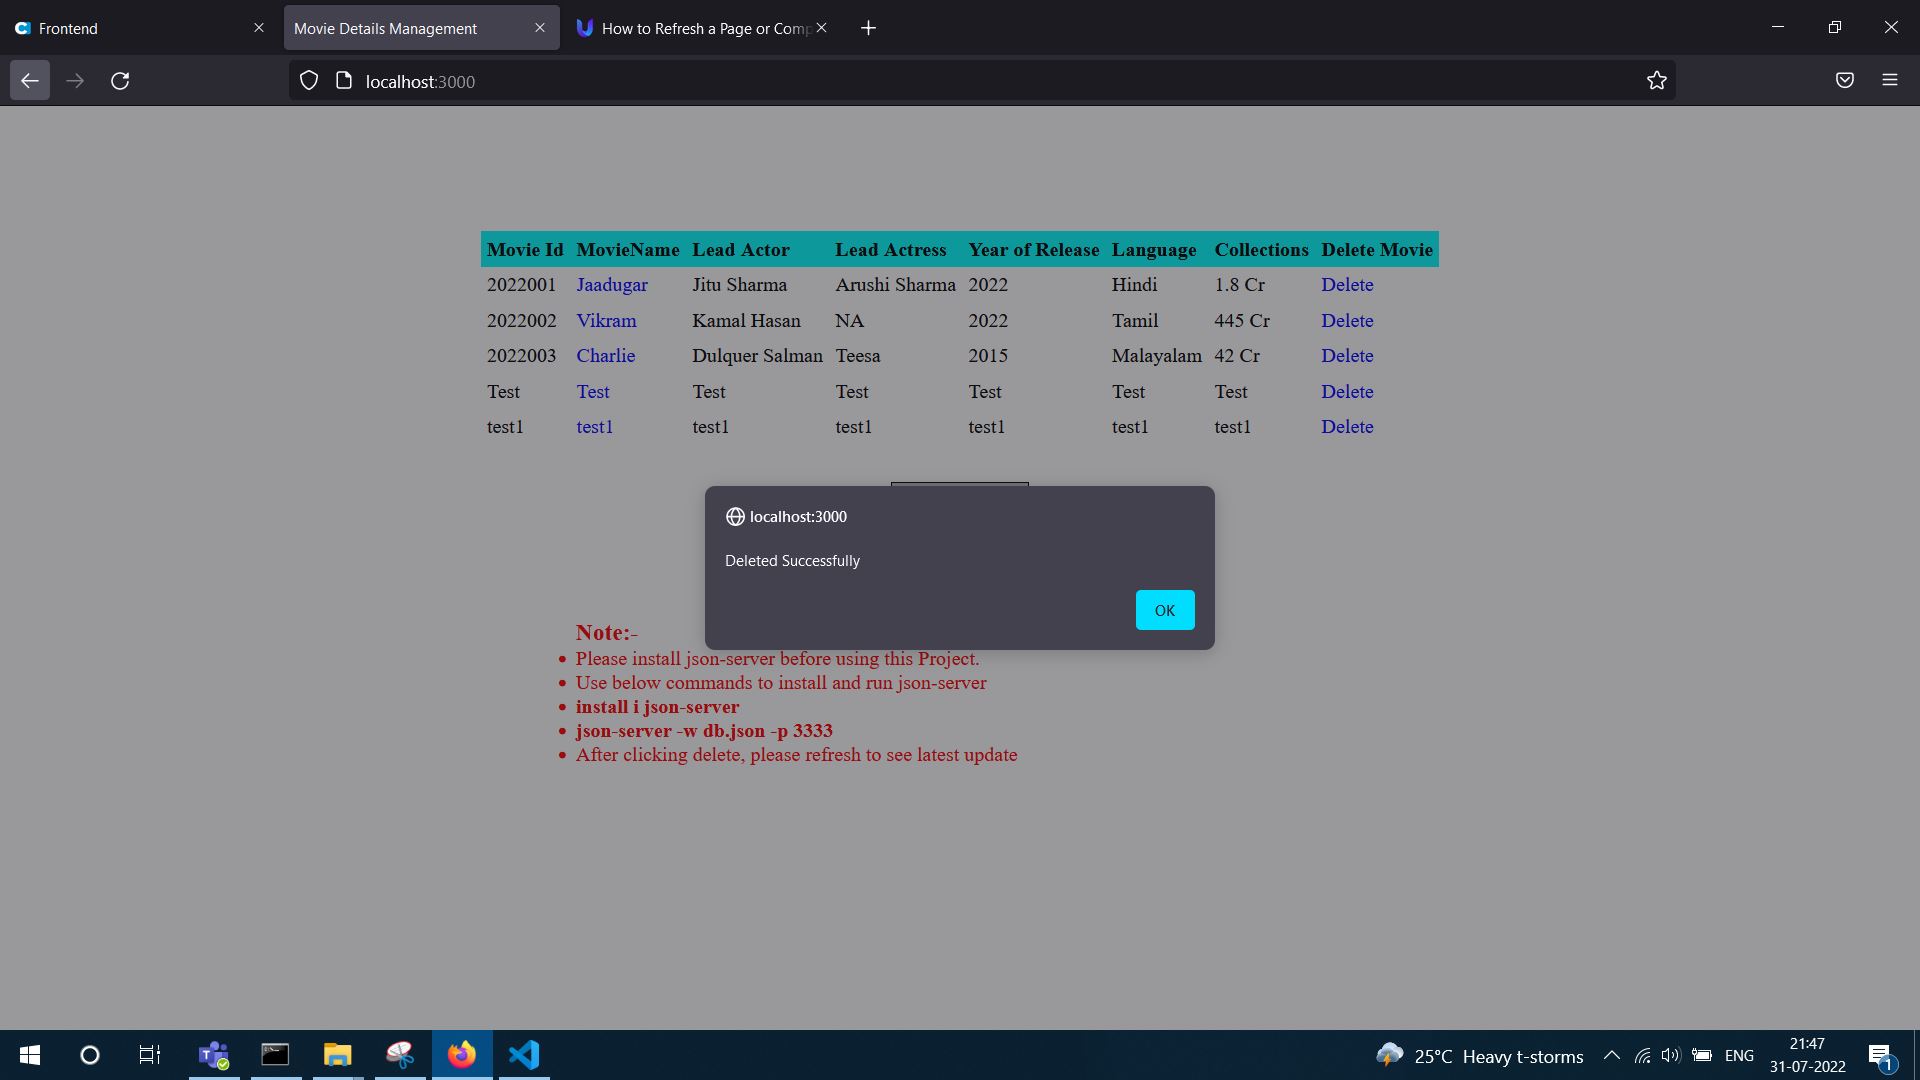 Frontend
Movie Details Management
How to Refresh a Page or Comp
localhost:3000
Movie Id MovieName Lead Actor Lead Actress Year of Release Language Collections Delete Movie
2022001 Jaadugar Jitu Sharma Arushi Sharma 2022 Hindi 1.8 Cr Delete
2022002 Vikram Kamal Hasan NA 2022 Tamil 445 Cr Delete
2022003 Charlie Dulquer Salman Teesa 2015 Malayalam 42 Cr Delete
Test Test Test Test Test Test Test Delete
test1 test1 test1 test1 test1 test1 test1 Delete
localhost:3000
Deleted Successfully
OK
Note:-
Please install json-server before using this Project.
Use below commands to install and run json-server
install i json-server
json-server -w db.json -p 3333
After clicking delete, please refresh to see latest update
25°C Heavy t-storms
ENG
21:47
31-07-2022
1